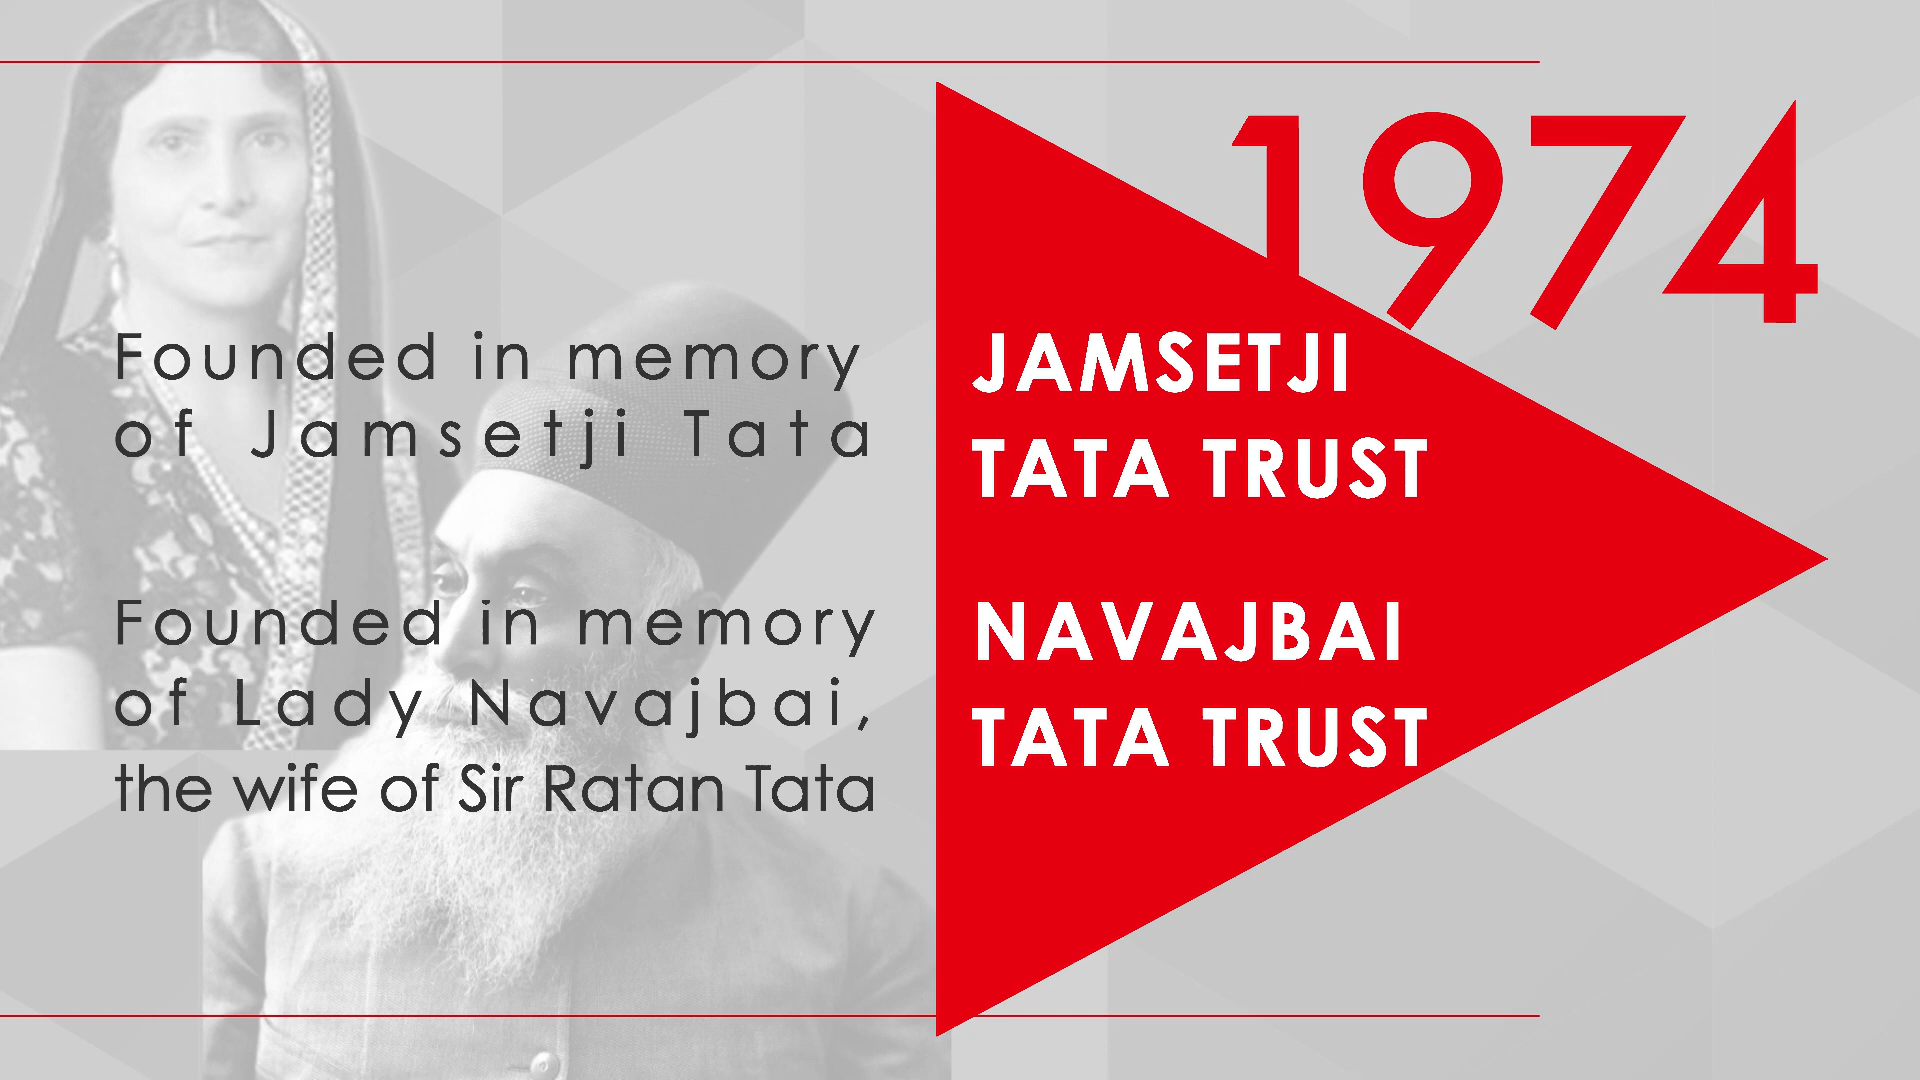 1974
Founded in memory
of Jamsetji Tata
JAMSETJI
TATA TRUST
Founded in memory
of Lady Navajbai,
the wife of Sir Ratan Tata
NAVAJBAI
TATA TRUST